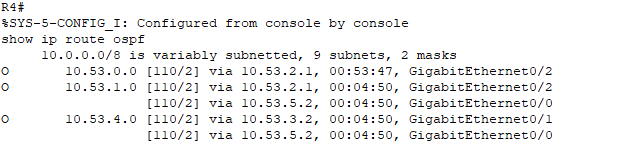 R4#
%SYS-5-CONFIG_I: Configured from console by console
show ip route ospf
10.0.0.0/8 is variably subnetted, 9 subnets, 2 masks
O 10.53.0.0 [110/2] via 10.53.2.1, 00:53:47, GigabitEthernet0/2
O 10.53.1.0 [110/2] via 10.53.2.1, 00:04:50, GigabitEthernet0/2
[110/2] via 10.53.5.2, 00:04:50, GigabitEthernet0/0
O 10.53.4.0 [110/2] via 10.53.3.2, 00:04:50, GigabitEthernet0/1
[110/2] via 10.53.5.2, 00:04:50, GigabitEthernet0/0